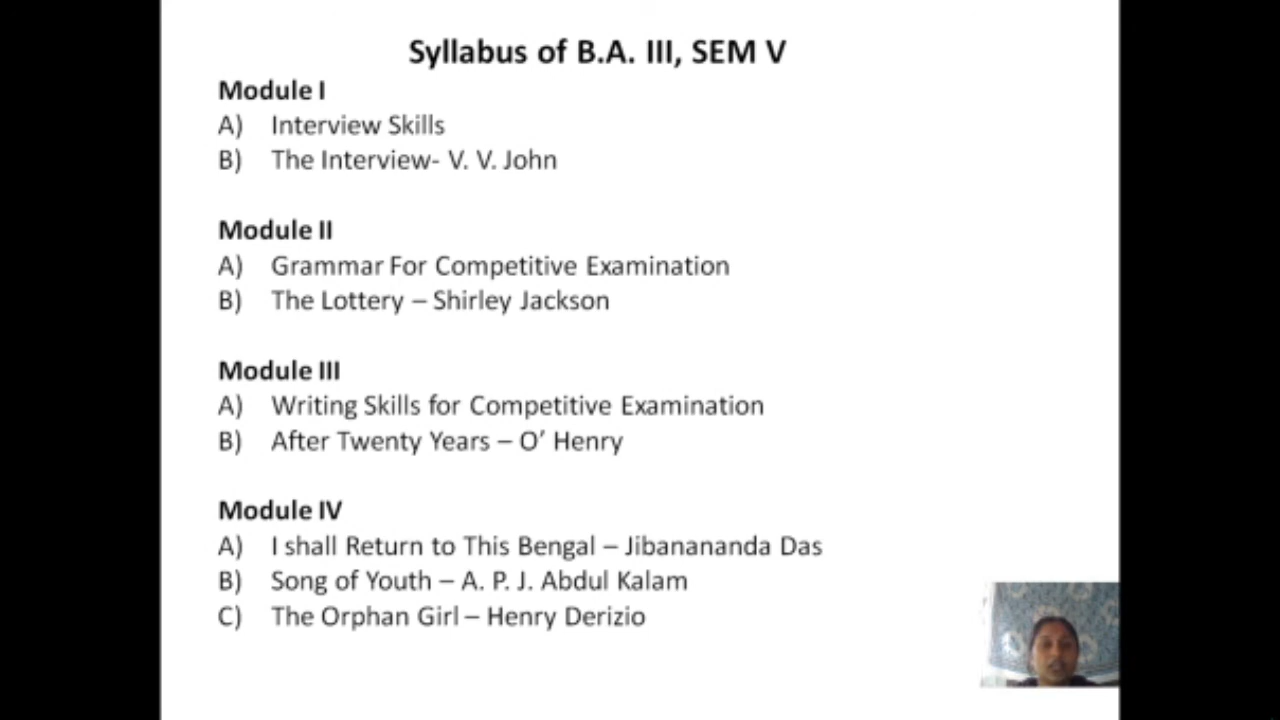 Syllabus of B.A. III, SEM V
Module I
A) Interview Skills
B) The Interview- V. V. John
Module II
A) Grammar For Competitive Examination
B) The Lottery – Shirley Jackson
Module III
A) Writing Skills for Competitive Examination
B) After Twenty Years – O’ Henry
Module IV
A) I shall Return to This Bengal – Jibanananda Das
B) Song of Youth – A. P. J. Abdul Kalam
C) The Orphan Girl – Henry Derizio